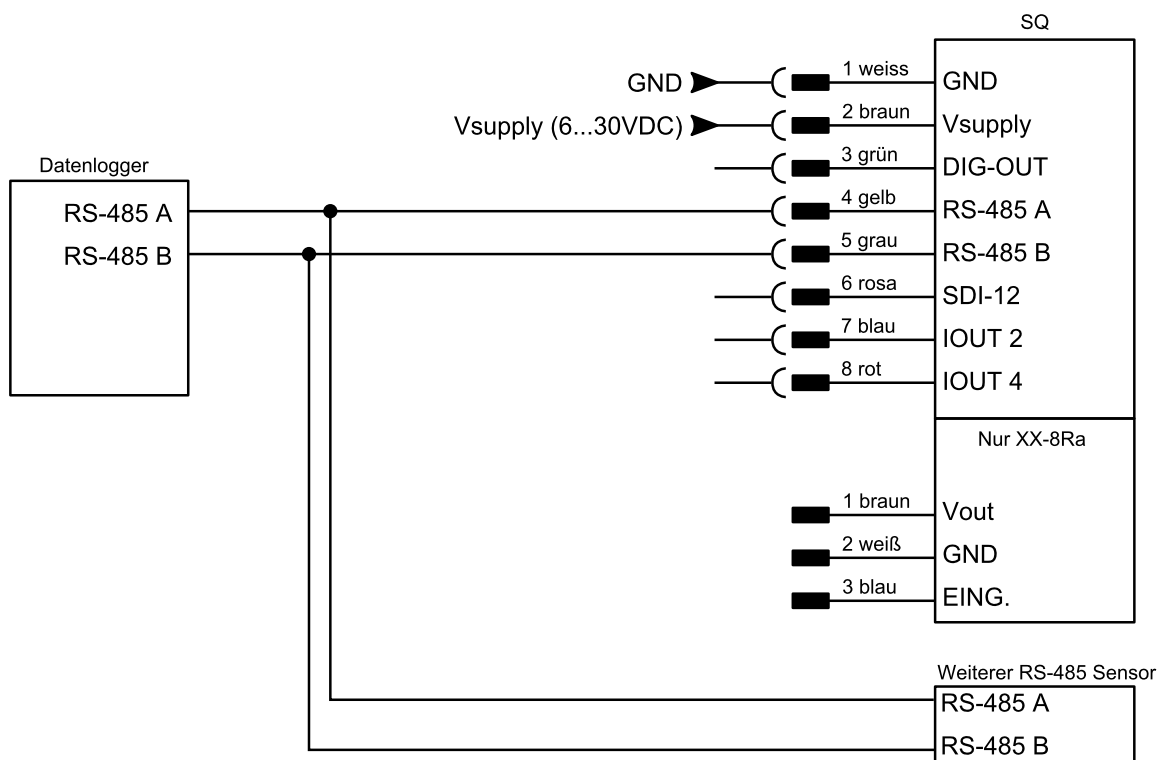 SQ
GND
1 weiss
GND
Vsupply (6...30VDC)
2 braun
Vsupply
3 grün
DIG-OUT
Datenlogger
RS-485 A
4 gelb
RS-485 A
RS-485 B
5 grau
RS-485 B
6 rosa
SDI-12
7 blau
IOUT 2
8 rot
IOUT 4
Nur XX-8Ra
1 braun
Vout
2 weiß
GND
3 blau
EING.
Weiterer RS-485 Sensor
RS-485 A
RS-485 B